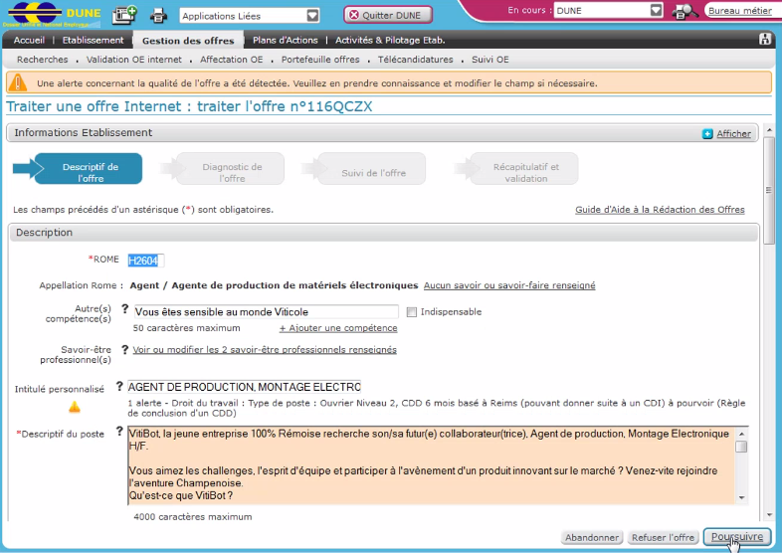 DUNE
Applications Liées
Quitter DUNE
En cours : DUNE
Bureau métier
Accueil | Etablissement | Gestion des offres | Plans d'Actions | Activités & Pilotage Etab.
Recherches . Validation OE internet . Affectation OE . Portefeuille offres . Télécandidatures . Suivi OE
Une alerte concernant la qualité de l'offre a été détectée. Veuillez en prendre connaissance et modifier le champ si nécessaire.
Traiter une offre Internet : traiter l'offre n°116QCZX
Informations Etablissement
Afficher
Descriptif de l'offre
Diagnostic de l'offre
Suivi de l'offre
Récapitulatif et validation
Les champs précédés d'un astérisque (*) sont obligatoires.
Guide d'Aide à la Rédaction des Offres
Description
*ROME H2604
Appellation Rome : Agent / Agente de production de matériels électroniques Aucun savoir ou savoir-faire renseigné
Autre(s) compétence(s) ? Vous êtes sensible au monde Viticole Indispensable
50 caractères maximum + Ajouter une compétence
Savoir-être professionnel(s) ? Voir ou modifier les 2 savoir-être professionnels renseignés
Intitulé personnalisé ? AGENT DE PRODUCTION, MONTAGE ELECTRO
1 alerte - Droit du travail : Type de poste : Ouvrier Niveau 2, CDD 6 mois basé à Reims (pouvant donner suite à un CDI) à pourvoir (Règle
de conclusion d'un CDD)
*Descriptif du poste ? VitiBot, la jeune entreprise 100% Rémoise recherche son/sa futur(e) collaborateur(trice), Agent de production, Montage Electronique
H/F.
Vous aimez les challenges, l'esprit d'équipe et participer à l'avènement d'un produit innovant sur le marché ? Venez-vite rejoindre
l'aventure Champenoise.
Qu'est-ce que VitiBot ?
4000 caractères maximum
Abandonner
Refuser l'offre
Poursuivre